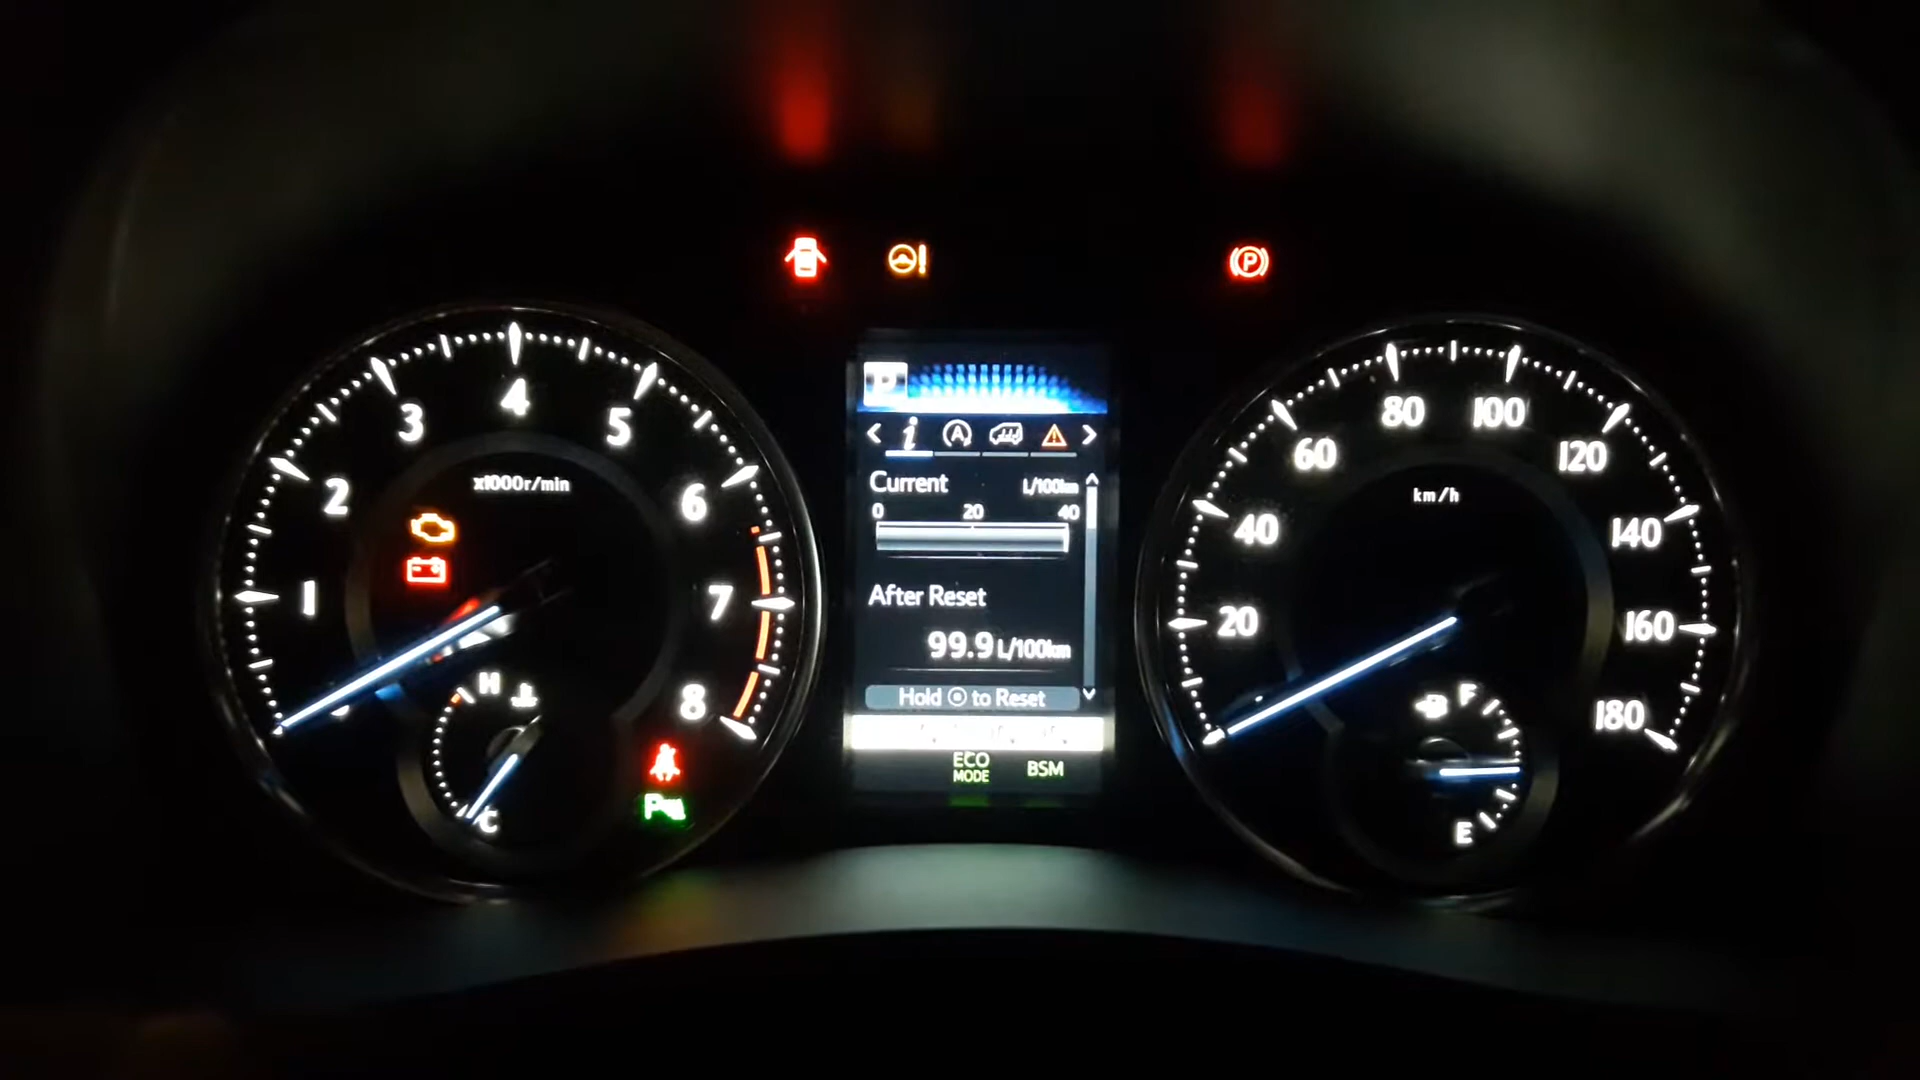 P
Current L/100km
0 20 40
After Reset
99.9 L/100km
Hold to Reset
ECO MODE
BSM
1 2 3 4 5 6 7 8
x1000r/min
H
C
P
20 40 60 80 100 120 140 160 180
km/h
F
E
P
i
A